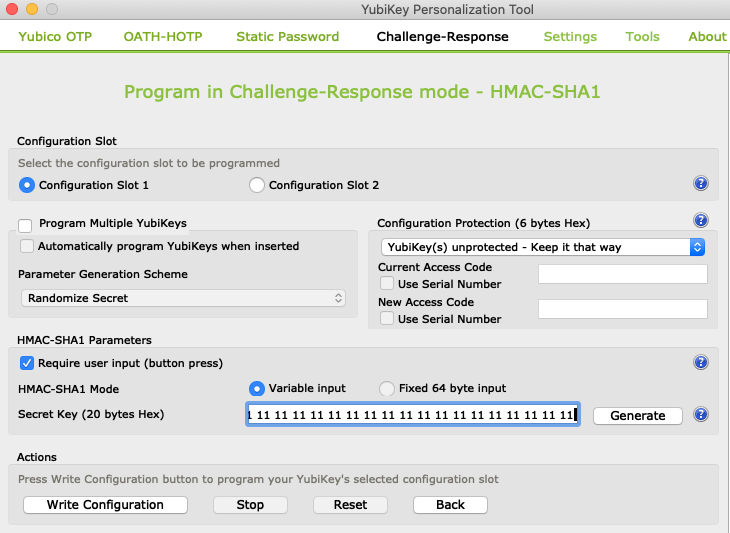 YubiKey Personalization Tool
Yubico OTP OATH-HOTP Static Password Challenge-Response Settings Tools About
Program in Challenge-Response mode - HMAC-SHA1
Configuration Slot
Select the configuration slot to be programmed
Configuration Slot 1 Configuration Slot 2
Program Multiple YubiKeys
Automatically program YubiKeys when inserted
Parameter Generation Scheme
Randomize Secret
Configuration Protection (6 bytes Hex)
YubiKey(s) unprotected - Keep it that way
Current Access Code
Use Serial Number
New Access Code
Use Serial Number
HMAC-SHA1 Parameters
Require user input (button press)
HMAC-SHA1 Mode Variable input Fixed 64 byte input
Secret Key (20 bytes Hex) 1 11 11 11 11 11 11 11 11 11 11 11 11 11 11 11 11 11 11 Generate
Actions
Press Write Configuration button to program your YubiKey's selected configuration slot
Write Configuration Stop Reset Back